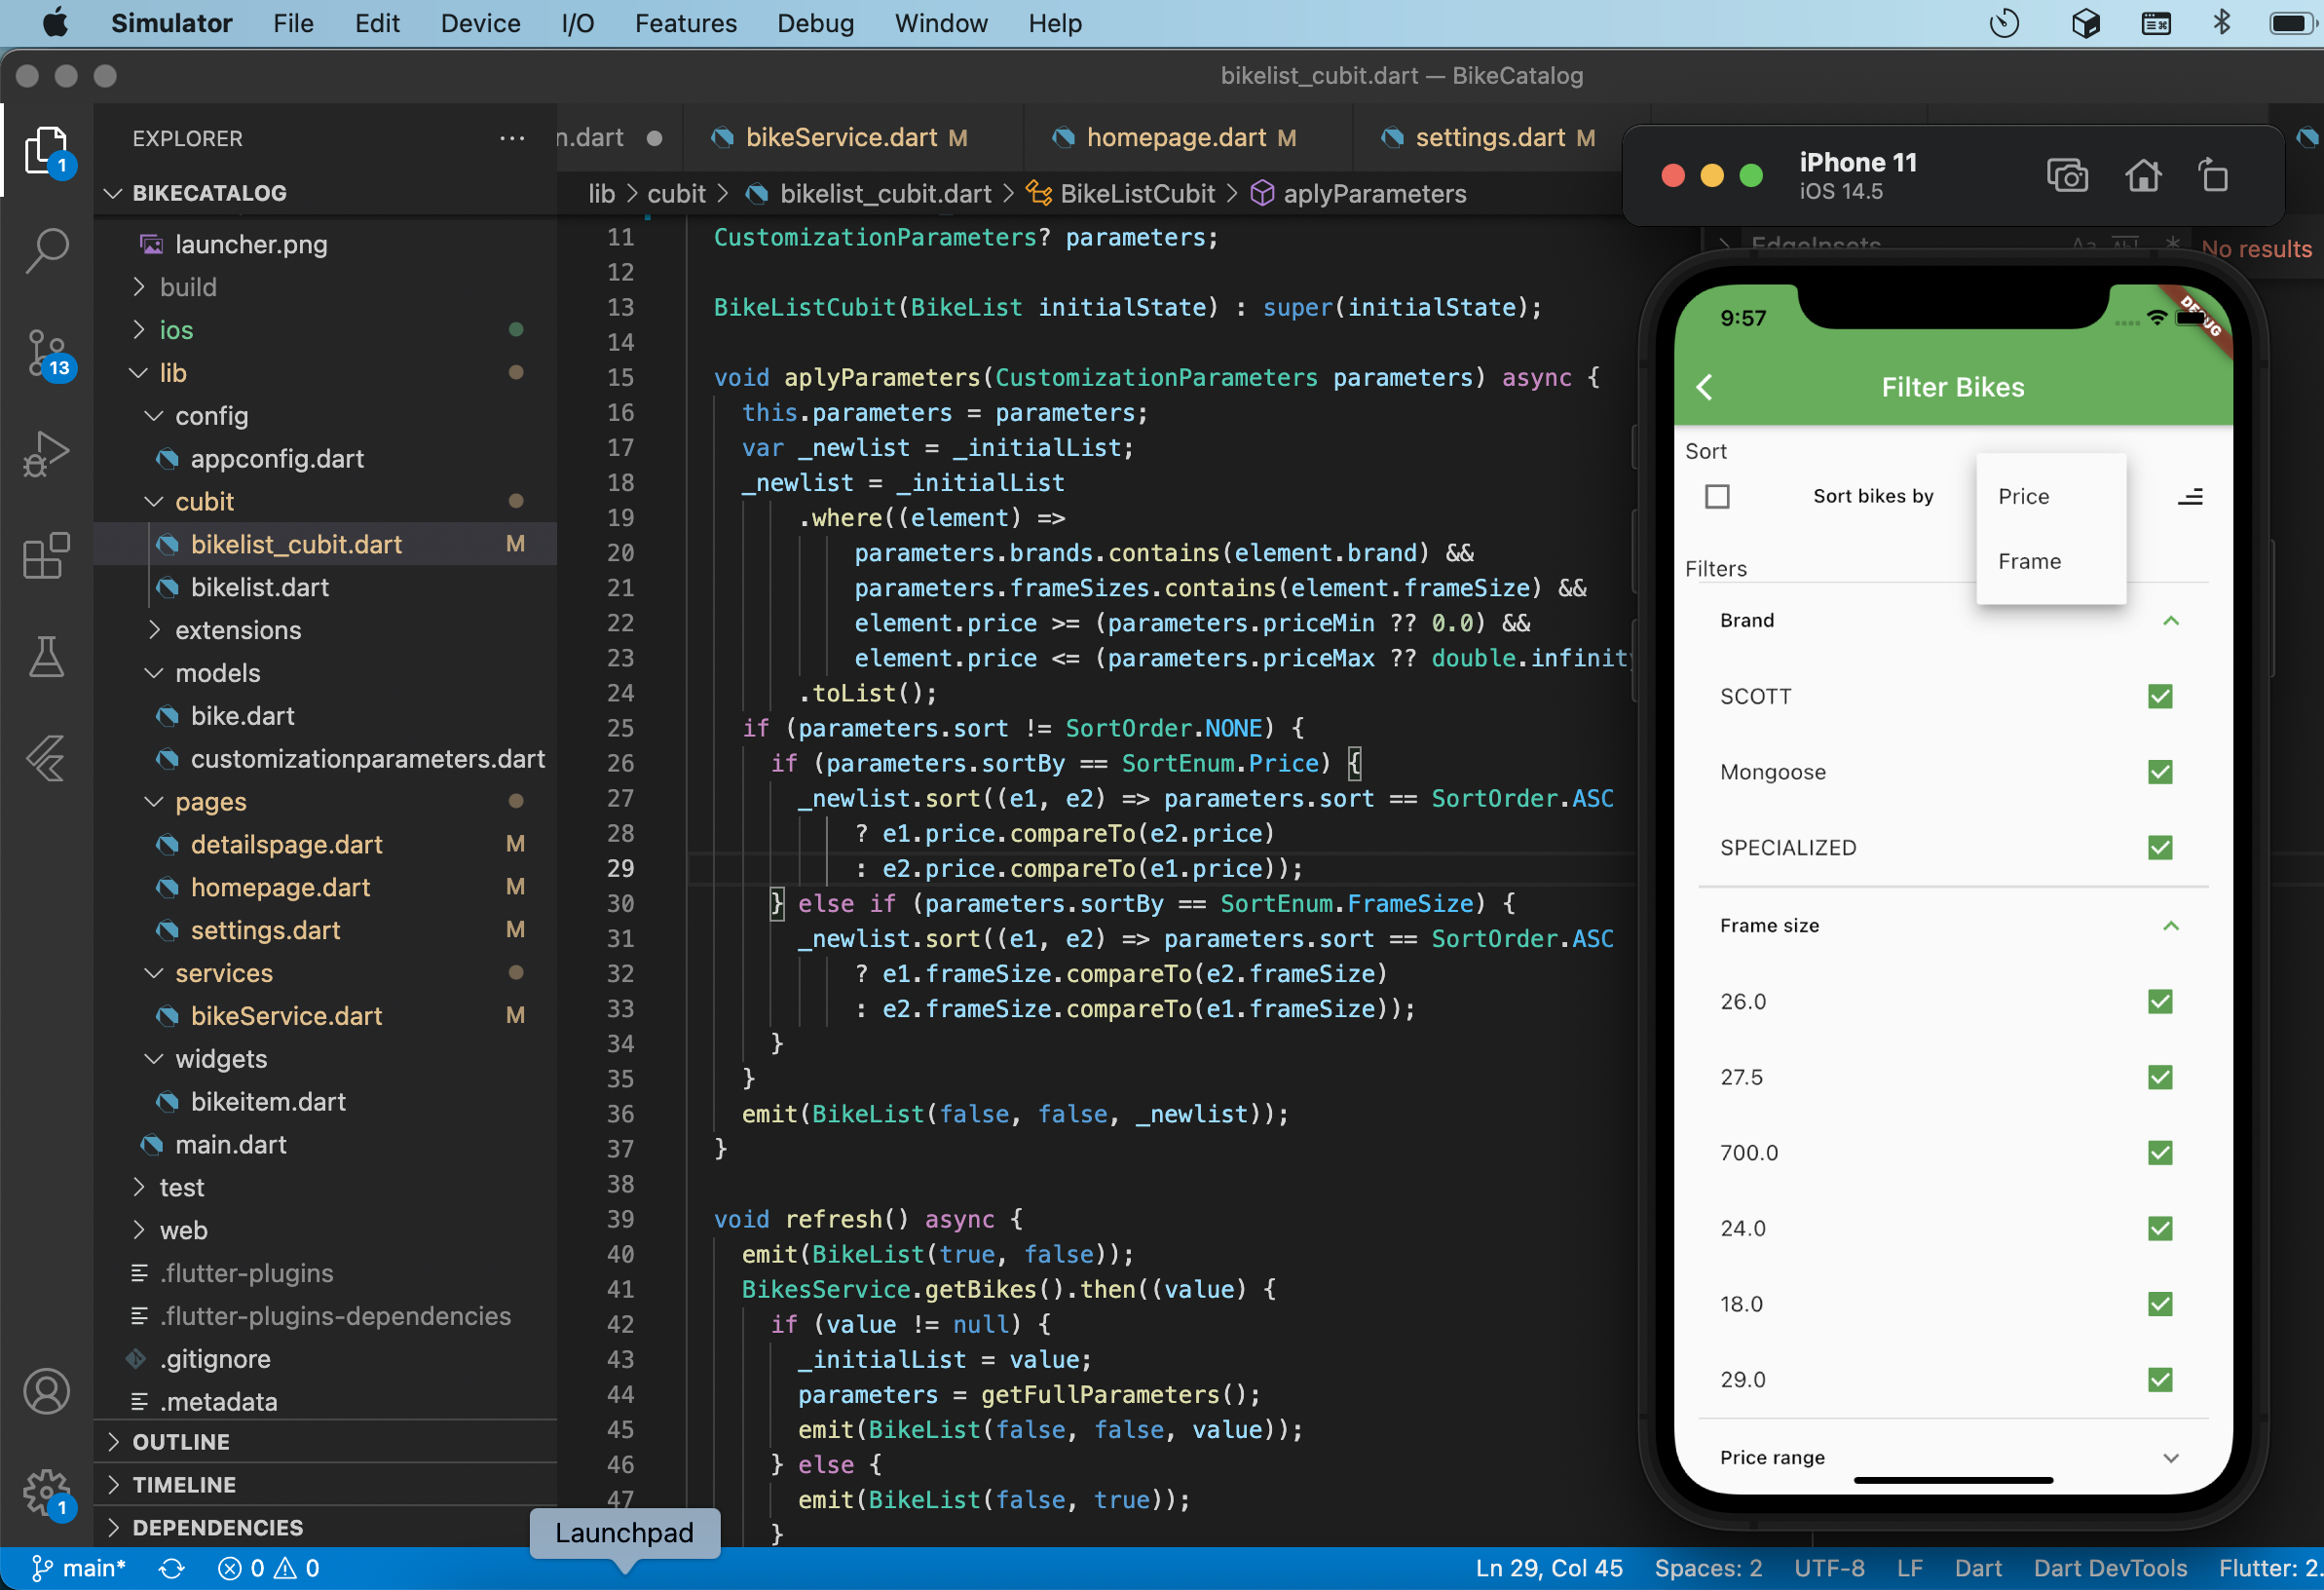 Simulator File Edit Device I/O Features Debug Window Help
bikelist_cubit.dart — BikeCatalog
EXPLORER
BIKECATALOG
launcher.png
build
ios
lib
config
appconfig.dart
cubit
bikelist_cubit.dart M
bikelist.dart
extensions
models
bike.dart
customizationparameters.dart
pages
detailspage.dart M
homepage.dart M
settings.dart M
services
bikeService.dart M
widgets
bikeitem.dart
main.dart
test
web
.flutter-plugins
.flutter-plugins-dependencies
.gitignore
.metadata
OUTLINE
TIMELINE
DEPENDENCIES
1
13
1
n.dart bikeService.dart M homepage.dart M settings.dart M
lib > cubit > bikelist_cubit.dart > BikeListCubit > aplyParameters
11 CustomizationParameters? parameters;
12
13 BikeListCubit(BikeList initialState) : super(initialState);
14
15 void aplyParameters(CustomizationParameters parameters) async {
16 this.parameters = parameters;
17 var _newlist = _initialList;
18 _newlist = _initialList
19 .where((element) =>
20 parameters.brands.contains(element.brand) &&
21 parameters.frameSizes.contains(element.frameSize) &&
22 element.price >= (parameters.priceMin ?? 0.0) &&
23 element.price <= (parameters.priceMax ?? double.infinity
24 .toList();
25 if (parameters.sort != SortOrder.NONE) {
26 if (parameters.sortBy == SortEnum.Price) {
27 _newlist.sort((e1, e2) => parameters.sort == SortOrder.ASC
28 ? e1.price.compareTo(e2.price)
29 : e2.price.compareTo(e1.price));
30 } else if (parameters.sortBy == SortEnum.FrameSize) {
31 _newlist.sort((e1, e2) => parameters.sort == SortOrder.ASC
32 ? e1.frameSize.compareTo(e2.frameSize)
33 : e2.frameSize.compareTo(e1.frameSize));
34 }
35 }
36 emit(BikeList(false, false, _newlist));
37 }
38
39 void refresh() async {
40 emit(BikeList(true, false));
41 BikesService.getBikes().then((value) {
42 if (value != null) {
43 _initialList = value;
44 parameters = getFullParameters();
45 emit(BikeList(false, false, value));
46 } else {
47 emit(BikeList(false, true));
}
EdgeInsets
No results
iPhone 11
iOS 14.5
9:57
DEBUG
Filter Bikes
Sort
Sort bikes by
Price
Frame
Filters
Brand
SCOTT
Mongoose
SPECIALIZED
Frame size
26.0
27.5
700.0
24.0
18.0
29.0
Price range
Launchpad
main* 0 0 Ln 29, Col 45 Spaces: 2 UTF-8 LF Dart Dart DevTools Flutter: 2.